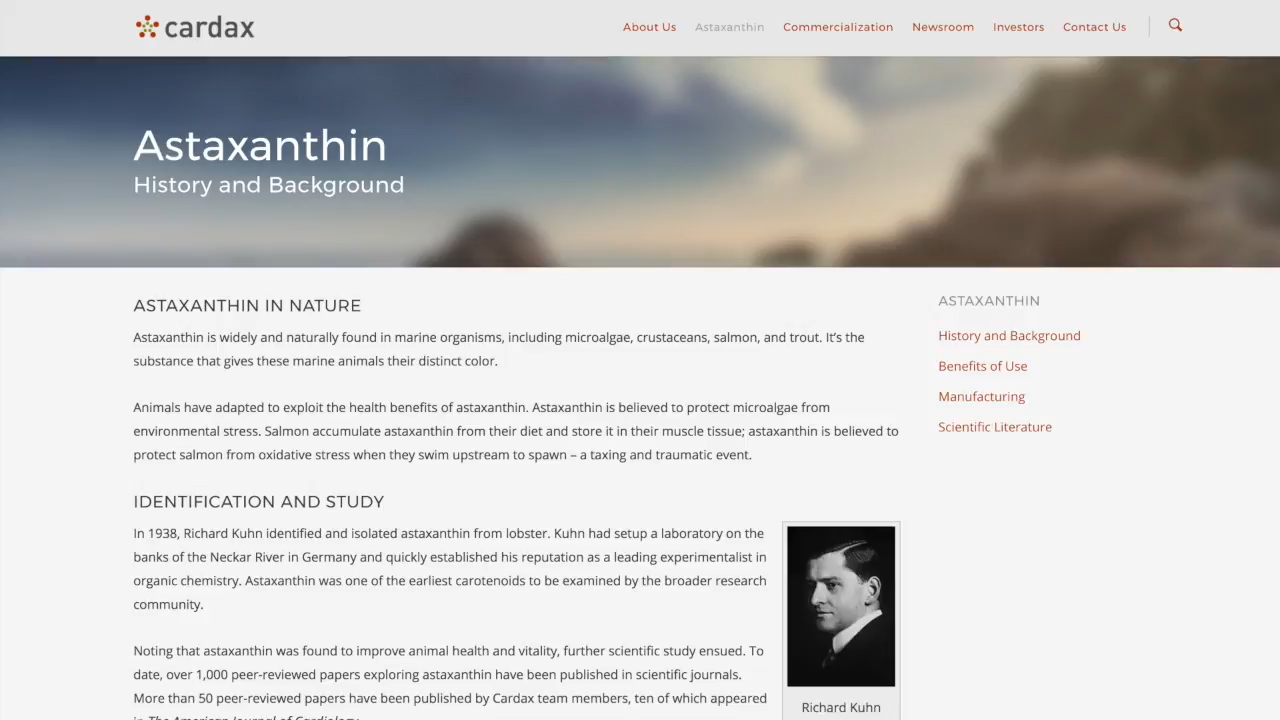 cardax
About Us Astaxanthin Commercialization Newsroom Investors Contact Us
Astaxanthin
History and Background
ASTAXANTHIN IN NATURE
Astaxanthin is widely and naturally found in marine organisms, including microalgae, crustaceans, salmon, and trout. It’s the
substance that gives these marine animals their distinct color.
Animals have adapted to exploit the health benefits of astaxanthin. Astaxanthin is believed to protect microalgae from
environmental stress. Salmon accumulate astaxanthin from their diet and store it in their muscle tissue; astaxanthin is believed to
protect salmon from oxidative stress when they swim upstream to spawn – a taxing and traumatic event.
IDENTIFICATION AND STUDY
In 1938, Richard Kuhn identified and isolated astaxanthin from lobster. Kuhn had setup a laboratory on the
banks of the Neckar River in Germany and quickly established his reputation as a leading experimentalist in
organic chemistry. Astaxanthin was one of the earliest carotenoids to be examined by the broader research
community.
Noting that astaxanthin was found to improve animal health and vitality, further scientific study ensued. To
date, over 1,000 peer-reviewed papers exploring astaxanthin have been published in scientific journals.
More than 50 peer-reviewed papers have been published by Cardax team members, ten of which appeared
in The American Journal of Cardiology.
Richard Kuhn
ASTAXANTHIN
History and Background
Benefits of Use
Manufacturing
Scientific Literature